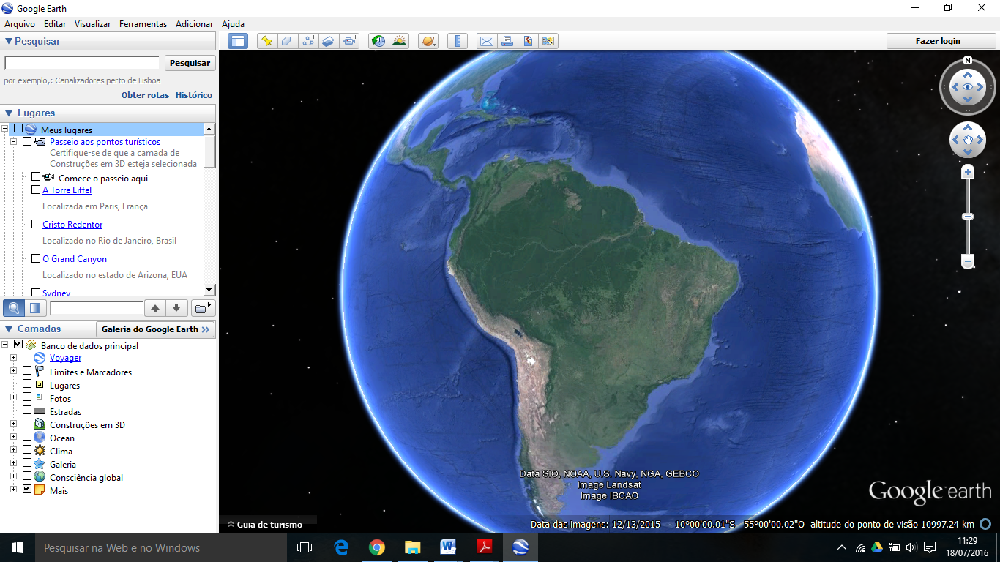 Google Earth
Arquivo Editar Visualizar Ferramentas Adicionar Ajuda
Pesquisar
Pesquisar
por exemplo,: Canalizadores perto de Lisboa
Obter rotas Histórico
Lugares
Meus lugares
Passeio aos pontos turísticos
Certifique-se de que a camada de
Construções em 3D esteja selecionada
Comece o passeio aqui
A Torre Eiffel
Localizada em Paris, França
Cristo Redentor
Localizado no Rio de Janeiro, Brasil
O Grand Canyon
Localizado no estado de Arizona, EUA
Sydney
Camadas
Galeria do Google Earth >>
Banco de dados principal
Voyager
Limites e Marcadores
Lugares
Fotos
Estradas
Construções em 3D
Ocean
Clima
Galeria
Consciência global
Mais
Fazer login
N
Data SIO, NOAA, U.S. Navy, NGA, GEBCO
Image Landsat
Image IBCAO
Google earth
Guia de turismo
Data das imagens: 12/13/2015 10°00'00.01"S 55°00'00.02"O altitude do ponto de visão 10997.24 km
Pesquisar na Web e no Windows
11:29
18/07/2016